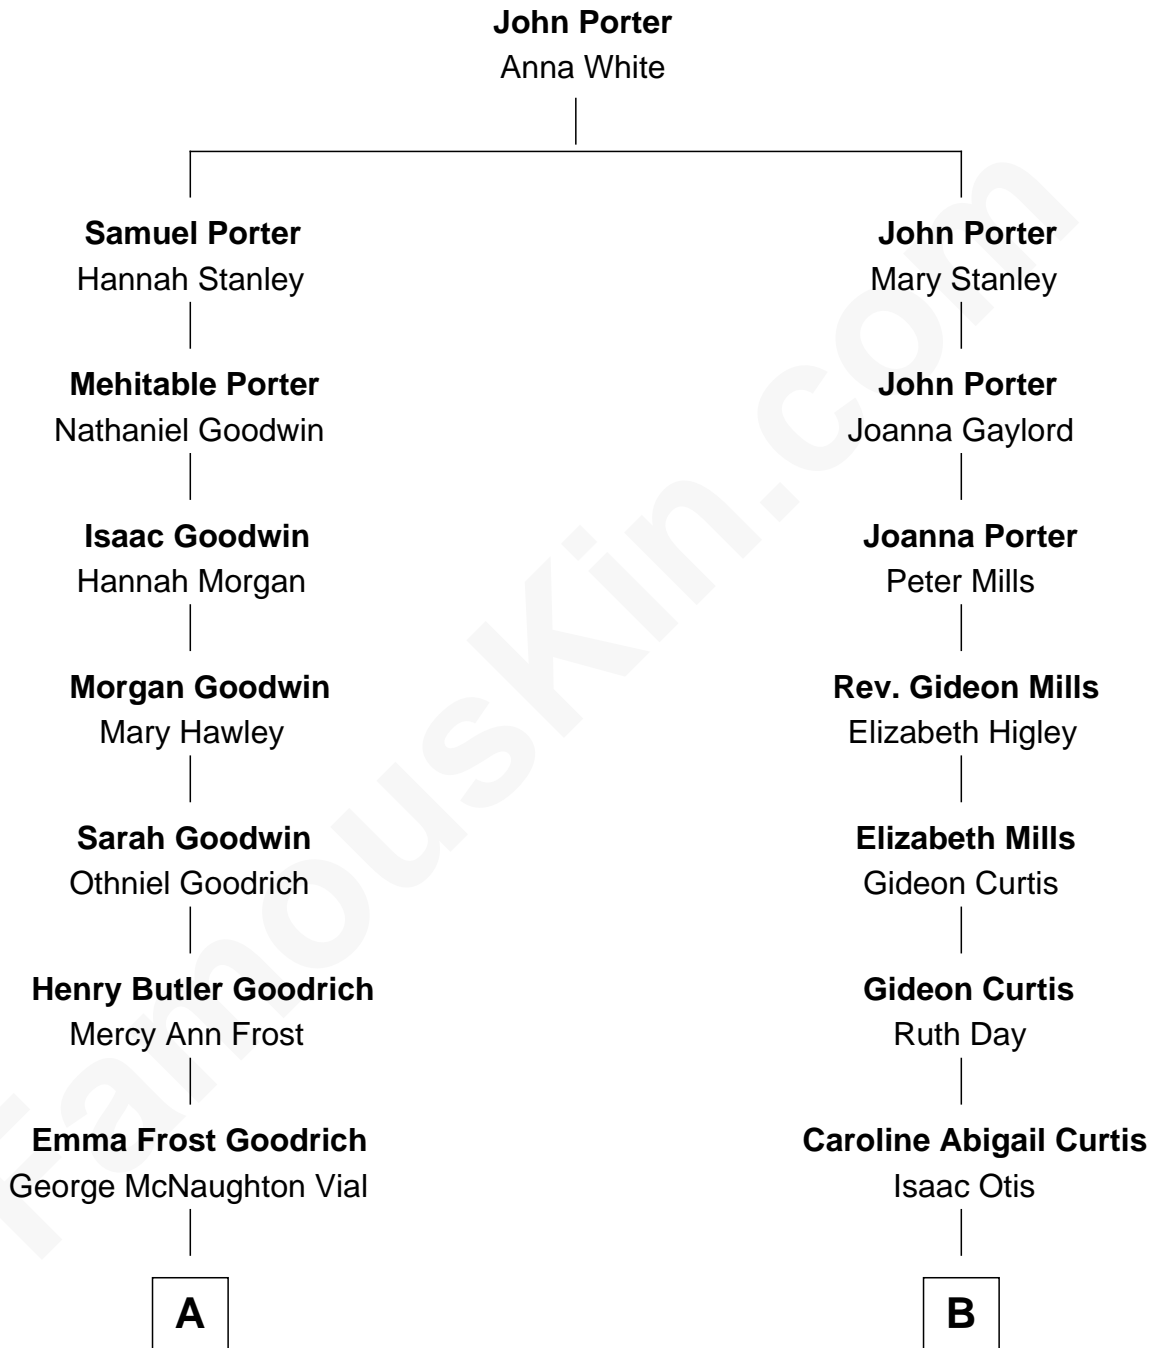 John Porter
Anna White
Samuel Porter
Hannah Stanley
John Porter
Mary Stanley
Mehitable Porter
Nathaniel Goodwin
John Porter
Joanna Gaylord
Isaac Goodwin
Hannah Morgan
Joanna Porter
Peter Mills
Morgan Goodwin
Mary Hawley
Rev. Gideon Mills
Elizabeth Higley
Sarah Goodwin
Othniel Goodrich
Elizabeth Mills
Gideon Curtis
Henry Butler Goodrich
Mercy Ann Frost
Gideon Curtis
Ruth Day
Emma Frost Goodrich
George McNaughton Vial
Caroline Abigail Curtis
Isaac Otis
A
B
FamousKin.com